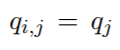 q_{i,j} = q_j